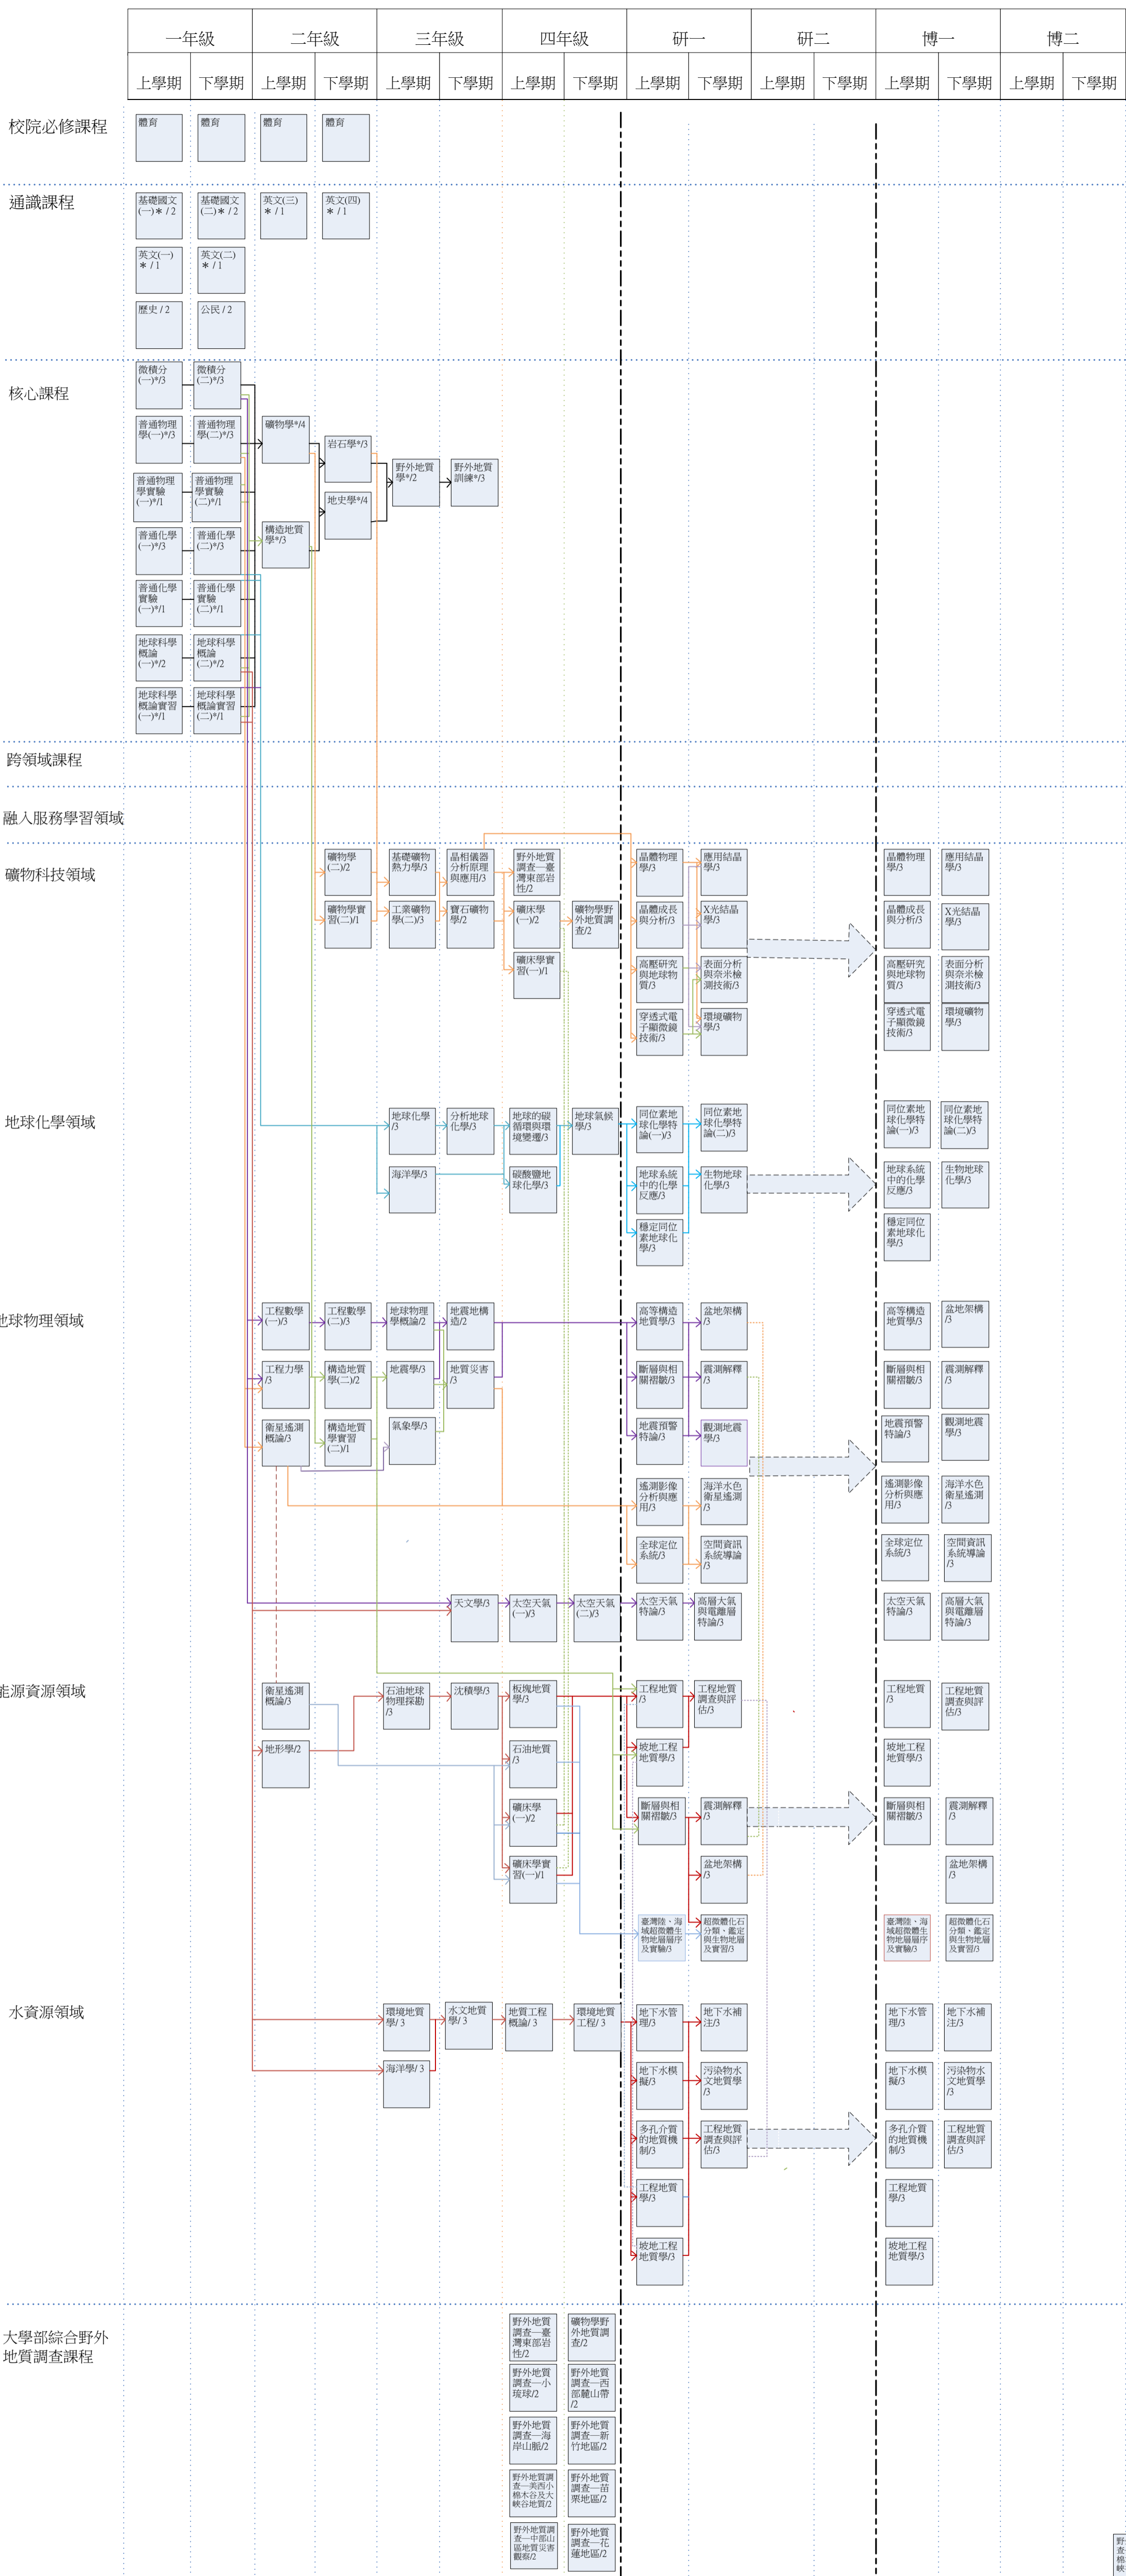 一年級
二年級
三年級
四年級
研一
研二
博一
博二
上學期
下學期
上學期
下學期
上學期
下學期
上學期
下學期
上學期
下學期
上學期
下學期
上學期
下學期
上學期
下學期
校院必修課程
體育
體育
體育
體育
通識課程
基礎國文
(一)＊ / 2
基礎國文
(二)＊ / 2
英文(三)
＊ / 1
英文(四)
＊ / 1
英文(一)
＊ / 1
英文(二)
＊ / 1
歷史 / 2
公民 / 2
核心課程
微積分
(一)*/3
微積分
(二)*/3
普通物理
學(一)*/3
普通物理
學(二)*/3
礦物學*/4
岩石學*/3
野外地質
學*/2
野外地質
訓練*/3
普通物理
學實驗
(一)*/1
普通物理
學實驗
(二)*/1
地史學*/4
普通化學
(一)*/3
普通化學
(二)*/3
構造地質
學*/3
普通化學
實驗
(一)*/1
普通化學
實驗
(二)*/1
地球科學
概論
(一)*/2
地球科學
概論
(二)*/2
地球科學
概論實習
(一)*/1
地球科學
概論實習
(二)*/1
跨領域課程
融入服務學習領域
礦物科技領域
礦物學
(二)/2
基礎礦物
熱力學/3
晶相儀器
分析原理
與應用/3
野外地質
調查─臺
灣東部岩
性/2
晶體物理
學/3
應用結晶
學/3
晶體物理
學/3
應用結晶
學/3
礦物學實
習(二)/1
工業礦物
學(二)/3
寶石礦物
學/2
礦床學
(一)/2
礦物學野
外地質調
查/2
晶體成長
與分析/3
X光結晶
學/3
晶體成長
與分析/3
X光結晶
學/3
礦床學實
習(一)/1
高壓研究
與地球物
質/3
表面分析
與奈米檢
測技術/3
高壓研究
與地球物
質/3
表面分析
與奈米檢
測技術/3
穿透式電
子顯微鏡
技術/3
環境礦物
學/3
穿透式電
子顯微鏡
技術/3
環境礦物
學/3
地球化學領域
地球化學
/3
分析地球
化學/3
地球的碳
循環與環
境變遷/3
地球氣候
學/3
同位素地
球化學特
論(一)/3
同位素地
球化學特
論(二)/3
同位素地
球化學特
論(一)/3
同位素地
球化學特
論(二)/3
海洋學/3
碳酸鹽地
球化學/3
地球系統
中的化學
反應/3
生物地球
化學/3
地球系統
中的化學
反應/3
生物地球
化學/3
穩定同位
素地球化
學/3
穩定同位
素地球化
學/3
球物理領域
工程數學
(一)/3
工程數學
(二)/3
地球物理
學概論/2
地震地構
造/2
高等構造
地質學/3
盆地架構
/3
高等構造
地質學/3
盆地架構
/3
工程力學
/3
構造地質
學(二)/2
地震學/3
地質災害
/3
斷層與相
關褶皺/3
震測解釋
/3
斷層與相
關褶皺/3
震測解釋
/3
衛星遙測
概論/3
構造地質
學實習
(二)/1
氣象學/3
地震預警
特論/3
觀測地震
學/3
地震預警
特論/3
觀測地震
學/3
遙測影像
分析與應
用/3
海洋水色
衛星遙測
/3
遙測影像
分析與應
用/3
海洋水色
衛星遙測
/3
全球定位
系統/3
空間資訊
系統導論
/3
全球定位
系統/3
空間資訊
系統導論
/3
天文學/3
太空天氣
(一)/3
太空天氣
(二)/3
太空天氣
特論/3
高層大氣
與電離層
特論/3
太空天氣
特論/3
高層大氣
與電離層
特論/3
能源資源領域
衛星遙測
概論/3
石油地球
物理探勘
/3
沈積學/3
板塊地質
學/3
工程地質
/3
工程地質
調查與評
估/3
工程地質
/3
工程地質
調查與評
估/3
地形學/2
石油地質
/3
坡地工程
地質學/3
坡地工程
地質學/3
礦床學
(一)/2
斷層與相
關褶皺/3
震測解釋
/3
斷層與相
關褶皺/3
震測解釋
/3
礦床學實
習(一)/1
盆地架構
/3
盆地架構
/3
臺灣陸、海
域超微體生
物地層層序
及實驗/3
超微體化石
分類、鑑定
與生物地層
及實習/3
臺灣陸、海
域超微體生
物地層層序
及實驗/3
超微體化石
分類、鑑定
與生物地層
及實習/3
水資源領域
環境地質
學/ 3
水文地質
學/ 3
地質工程
概論/ 3
環境地質
工程/ 3
地下水管
理/3
地下水補
注/3
地下水管
理/3
地下水補
注/3
海洋學/ 3
地下水模
擬/3
污染物水
文地質學
/3
地下水模
擬/3
污染物水
文地質學
/3
多孔介質
的地質機
制/3
工程地質
調查與評
估/3
多孔介質
的地質機
制/3
工程地質
調查與評
估/3
工程地質
學/3
工程地質
學/3
坡地工程
地質學/3
坡地工程
地質學/3
大學部綜合野外
地質調查課程
野外地質
調查─臺
灣東部岩
性/2
礦物學野
外地質調
查/2
野外地質
調查─小
琉球/2
野外地質
調查─西
部麓山帶
/2
野外地質
調查─海
岸山脈/2
野外地質
調查─新
竹地區/2
野外地質調
查─美西小
棉木谷及大
峽谷地質/2
野外地質
調查─苗
栗地區/2
野外地質調
查─中部山
區地質災害
觀察/2
野外地質
調查─花
蓮地區/2
野
查
棉
峽